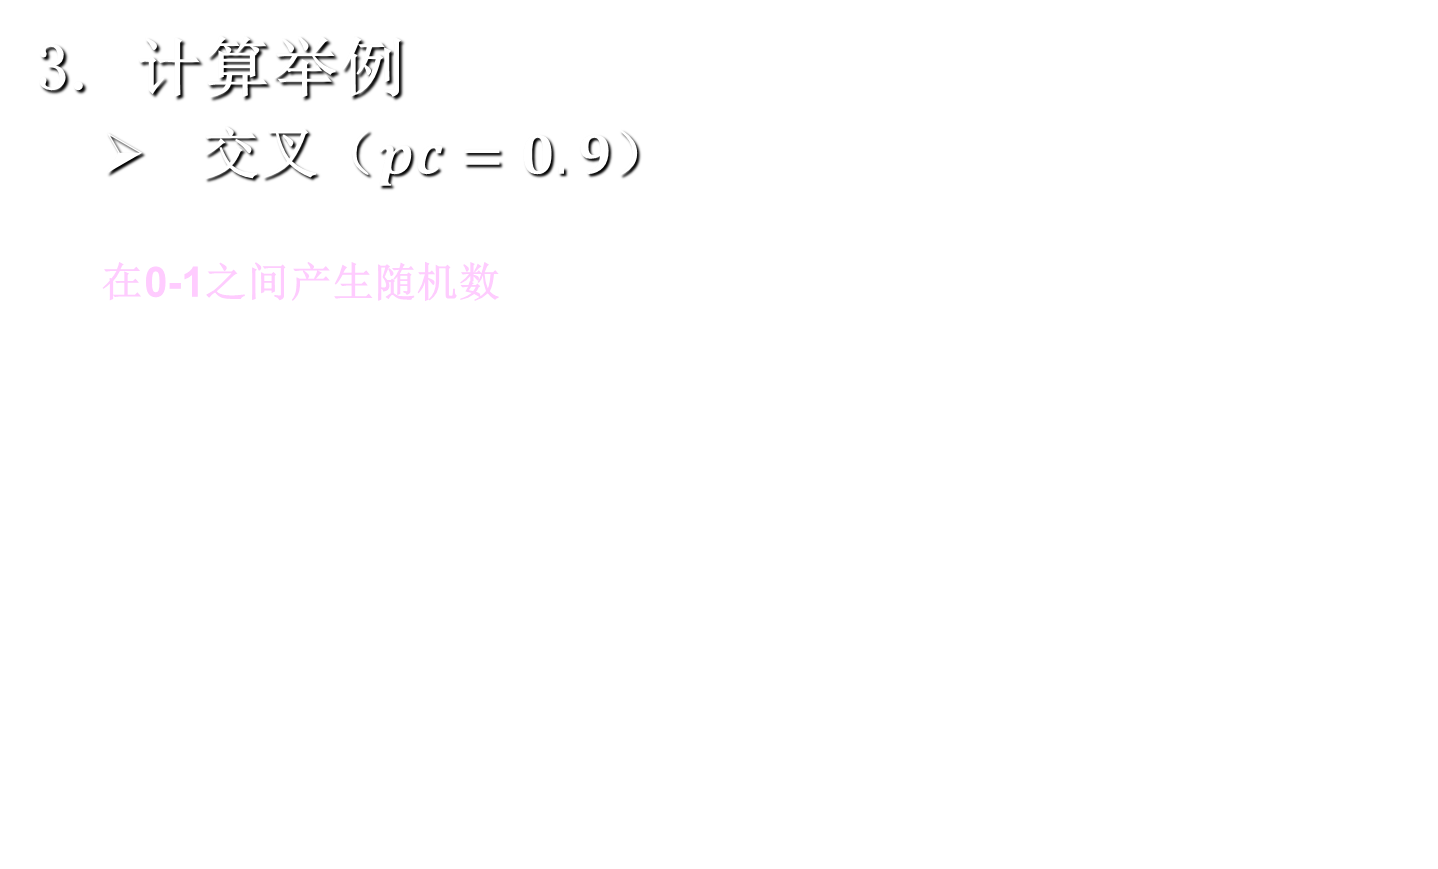 3. 计算举例
➢ 交叉（pc = 0.9）
在0-1之间产生随机数